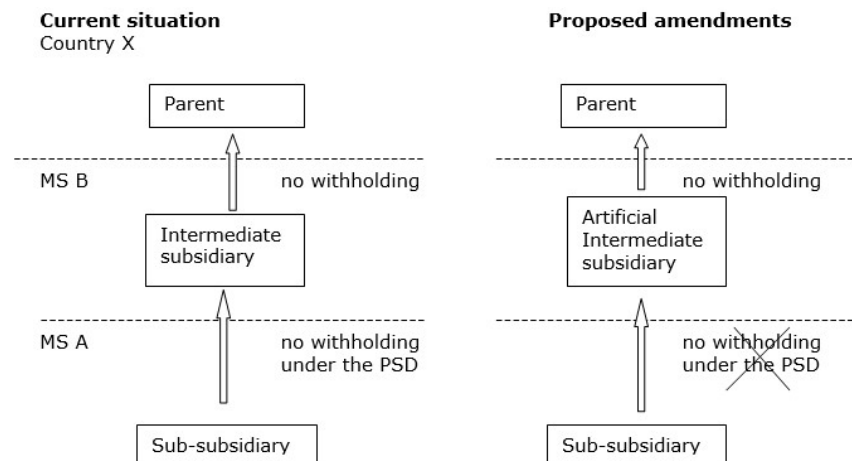 Current situation
Country X
Parent
MS B
no withholding
Intermediate
subsidiary
MS A
no withholding
under the PSD
Sub-subsidiary
Proposed amendments
Parent
no withholding
Artificial
Intermediate
subsidiary
no withholding
under the PSD
Sub-subsidiary